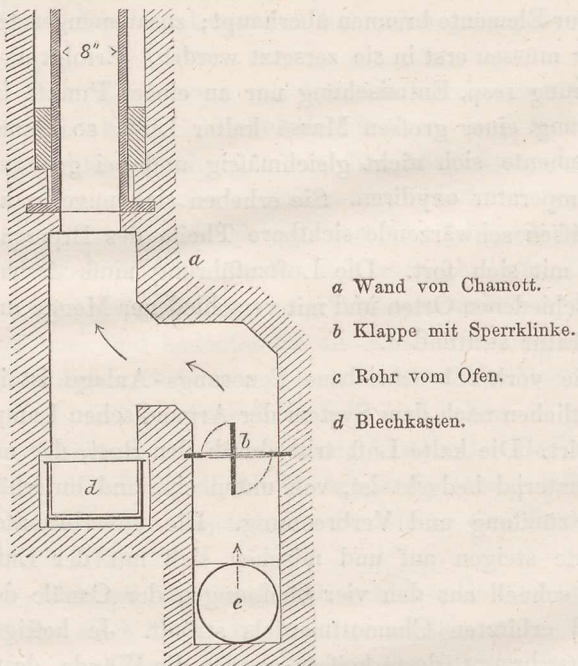 8"
a
a Wand von Chamott.
b Klappe mit Sperrklinke.
Rohr vom Ofen.
d Blechkasten.
b
d
c